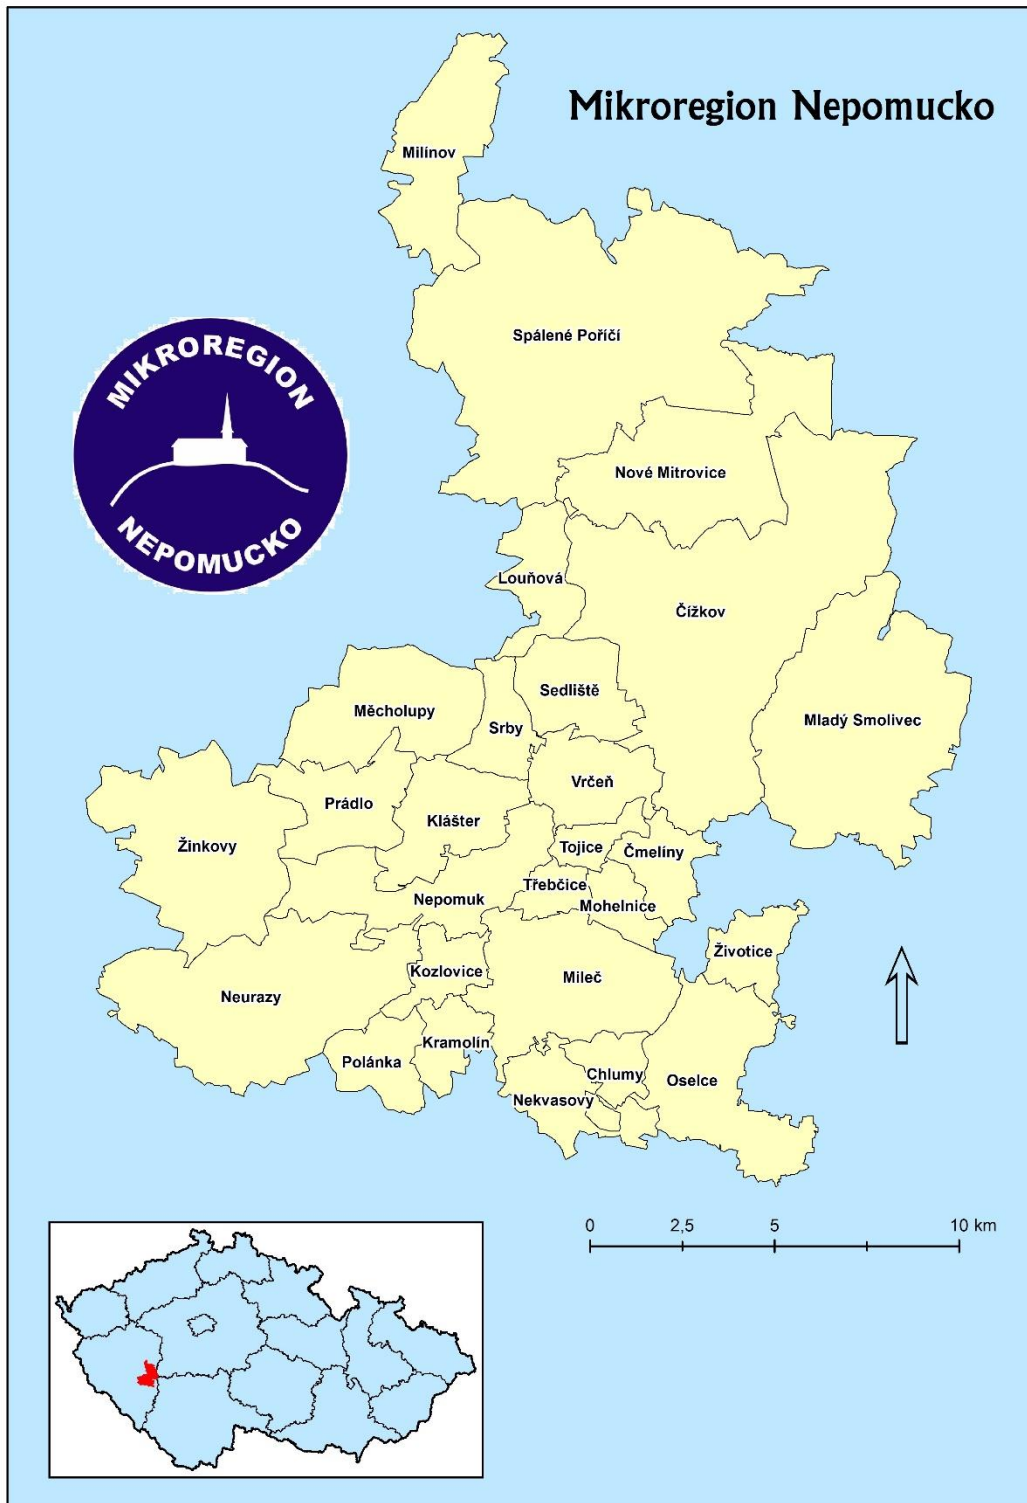 Mikroregion Nepomucko
Milínov
Spálené Poříčí
MIKROREGION
NEPOMUCKO
Nové Mitrovice
Louňová
Čížkov
Sedliště
Měcholupy
Srby
Mladý Smolivec
Vrčeň
Prádlo
Klášter
Žinkovy
Tojice
Čmelíny
Třebčice
Nepomuk
Mohelnice
Životice
Kozlovice
Mileč
Neurazy
Kramolín
Polánka
Chlumy
Oselce
Nekvasovy
0 2,5 5 10 km